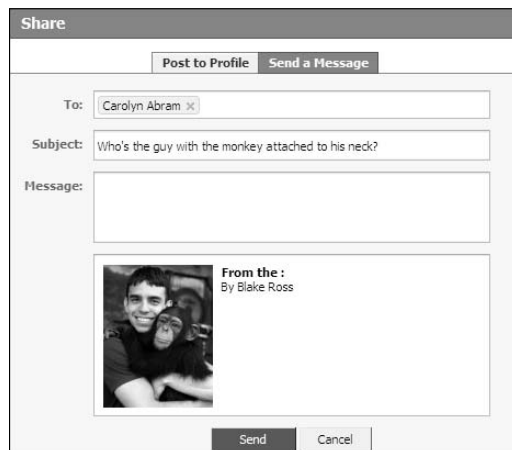 Share
Post to Profile Send a Message
To: Carolyn Abram ×
Subject: Who's the guy with the monkey attached to his neck?
Message:
From the :
By Blake Ross
Send Cancel